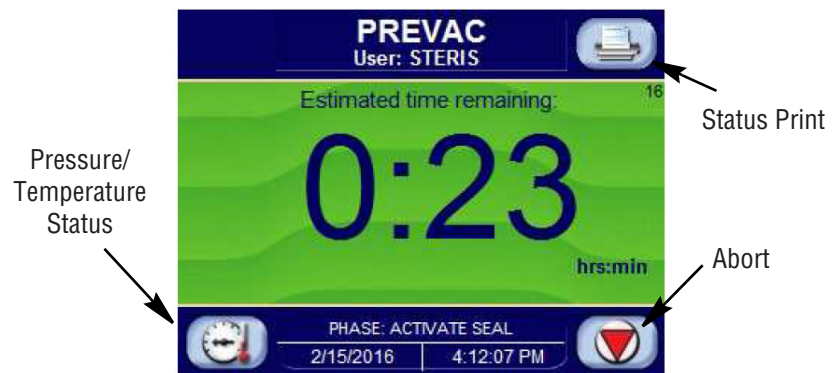 PREVAC
User: STERIS
Estimated time remaining:
16
Status Print
0:23
Pressure/
Temperature
Status
hrs:min
Abort
PHASE: ACTIVATE SEAL
2/15/2016 4:12:07 PM